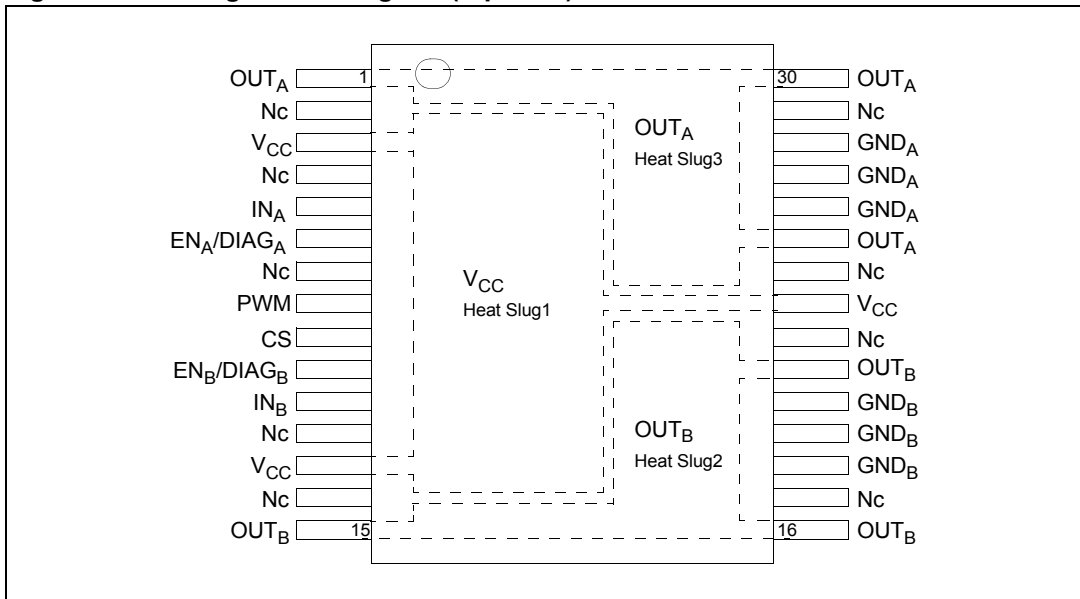 OUTA 1 30 OUTA
Nc Nc
VCC GNDA
Nc GNDA
INA GNDA
ENA/DIAGA OUTA
Nc Nc
PWM VCC
CS Nc
ENB/DIAGB OUTB
INB GNDB
Nc GNDB
VCC GNDB
Nc Nc
OUTB 15 16 OUTB
OUTA
Heat Slug3
VCC
Heat Slug1
OUTB
Heat Slug2